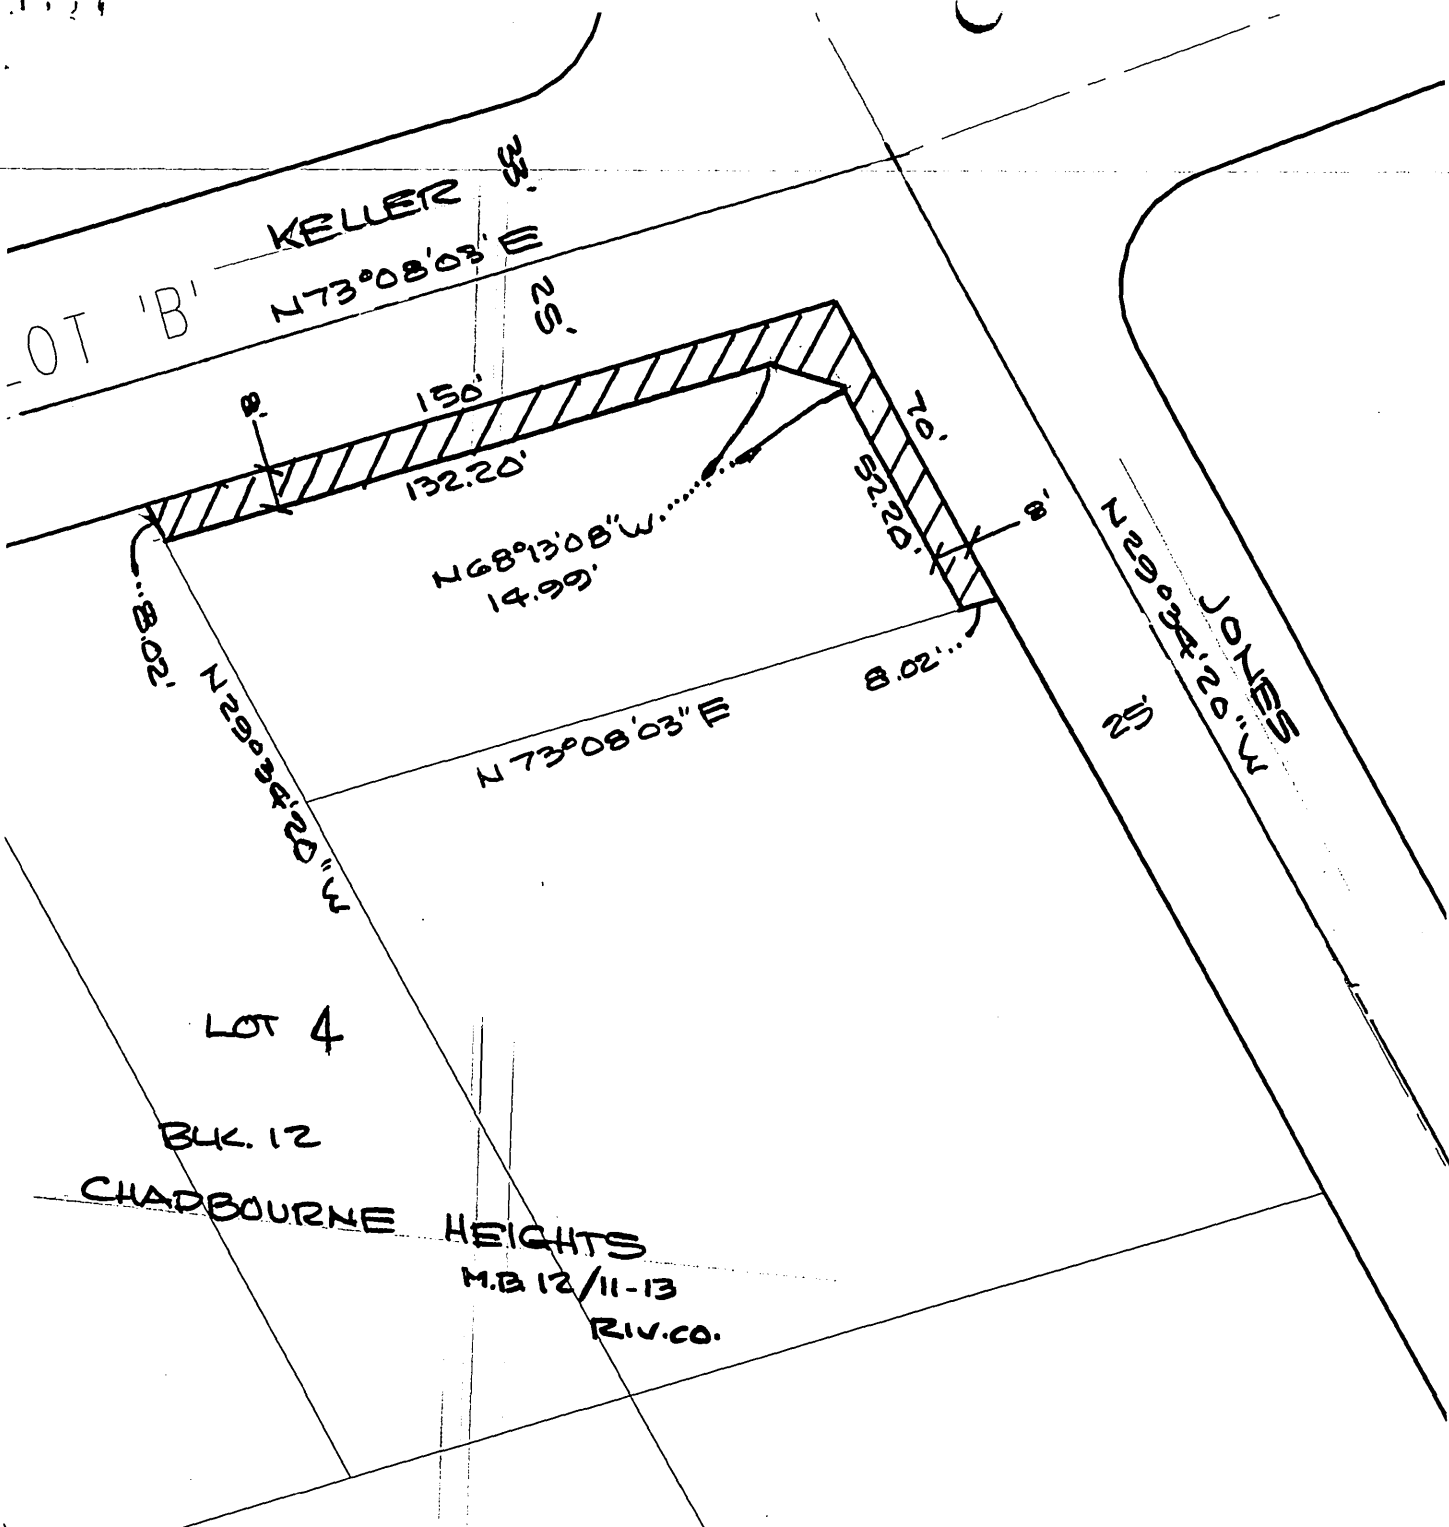 33'
KELLER
N73°08'03'E
25'
LOT 'B'
8'
150'
132.20'
70'
52.20'
8'
N68°13'08"W
14.99'
8.02'
8.02'
N29°34'20"W
N29°34'20"W
JONES
25'
N73°08'03"E
LOT 4
BLK. 12
CHADBOURNE HEIGHTS
M.B. 12/11-13
RIV.CO.